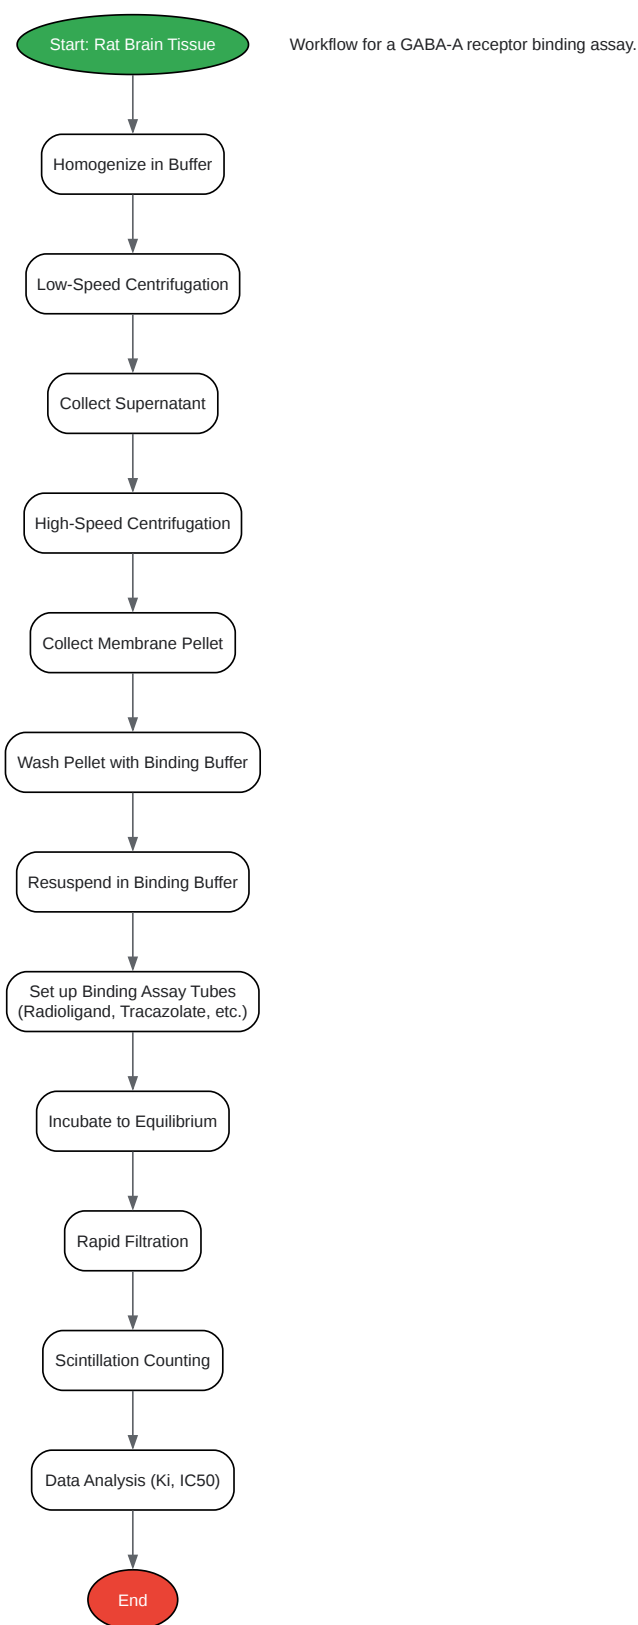 Start: Rat Brain Tissue
Workflow for a GABA-A receptor binding assay.
Homogenize in Buffer
Low-Speed Centrifugation
Collect Supernatant
High-Speed Centrifugation
Collect Membrane Pellet
Wash Pellet with Binding Buffer
Resuspend in Binding Buffer
Set up Binding Assay Tubes
(Radioligand, Tracazolate, etc.)
Incubate to Equilibrium
Rapid Filtration
Scintillation Counting
Data Analysis (Ki, IC50)
End